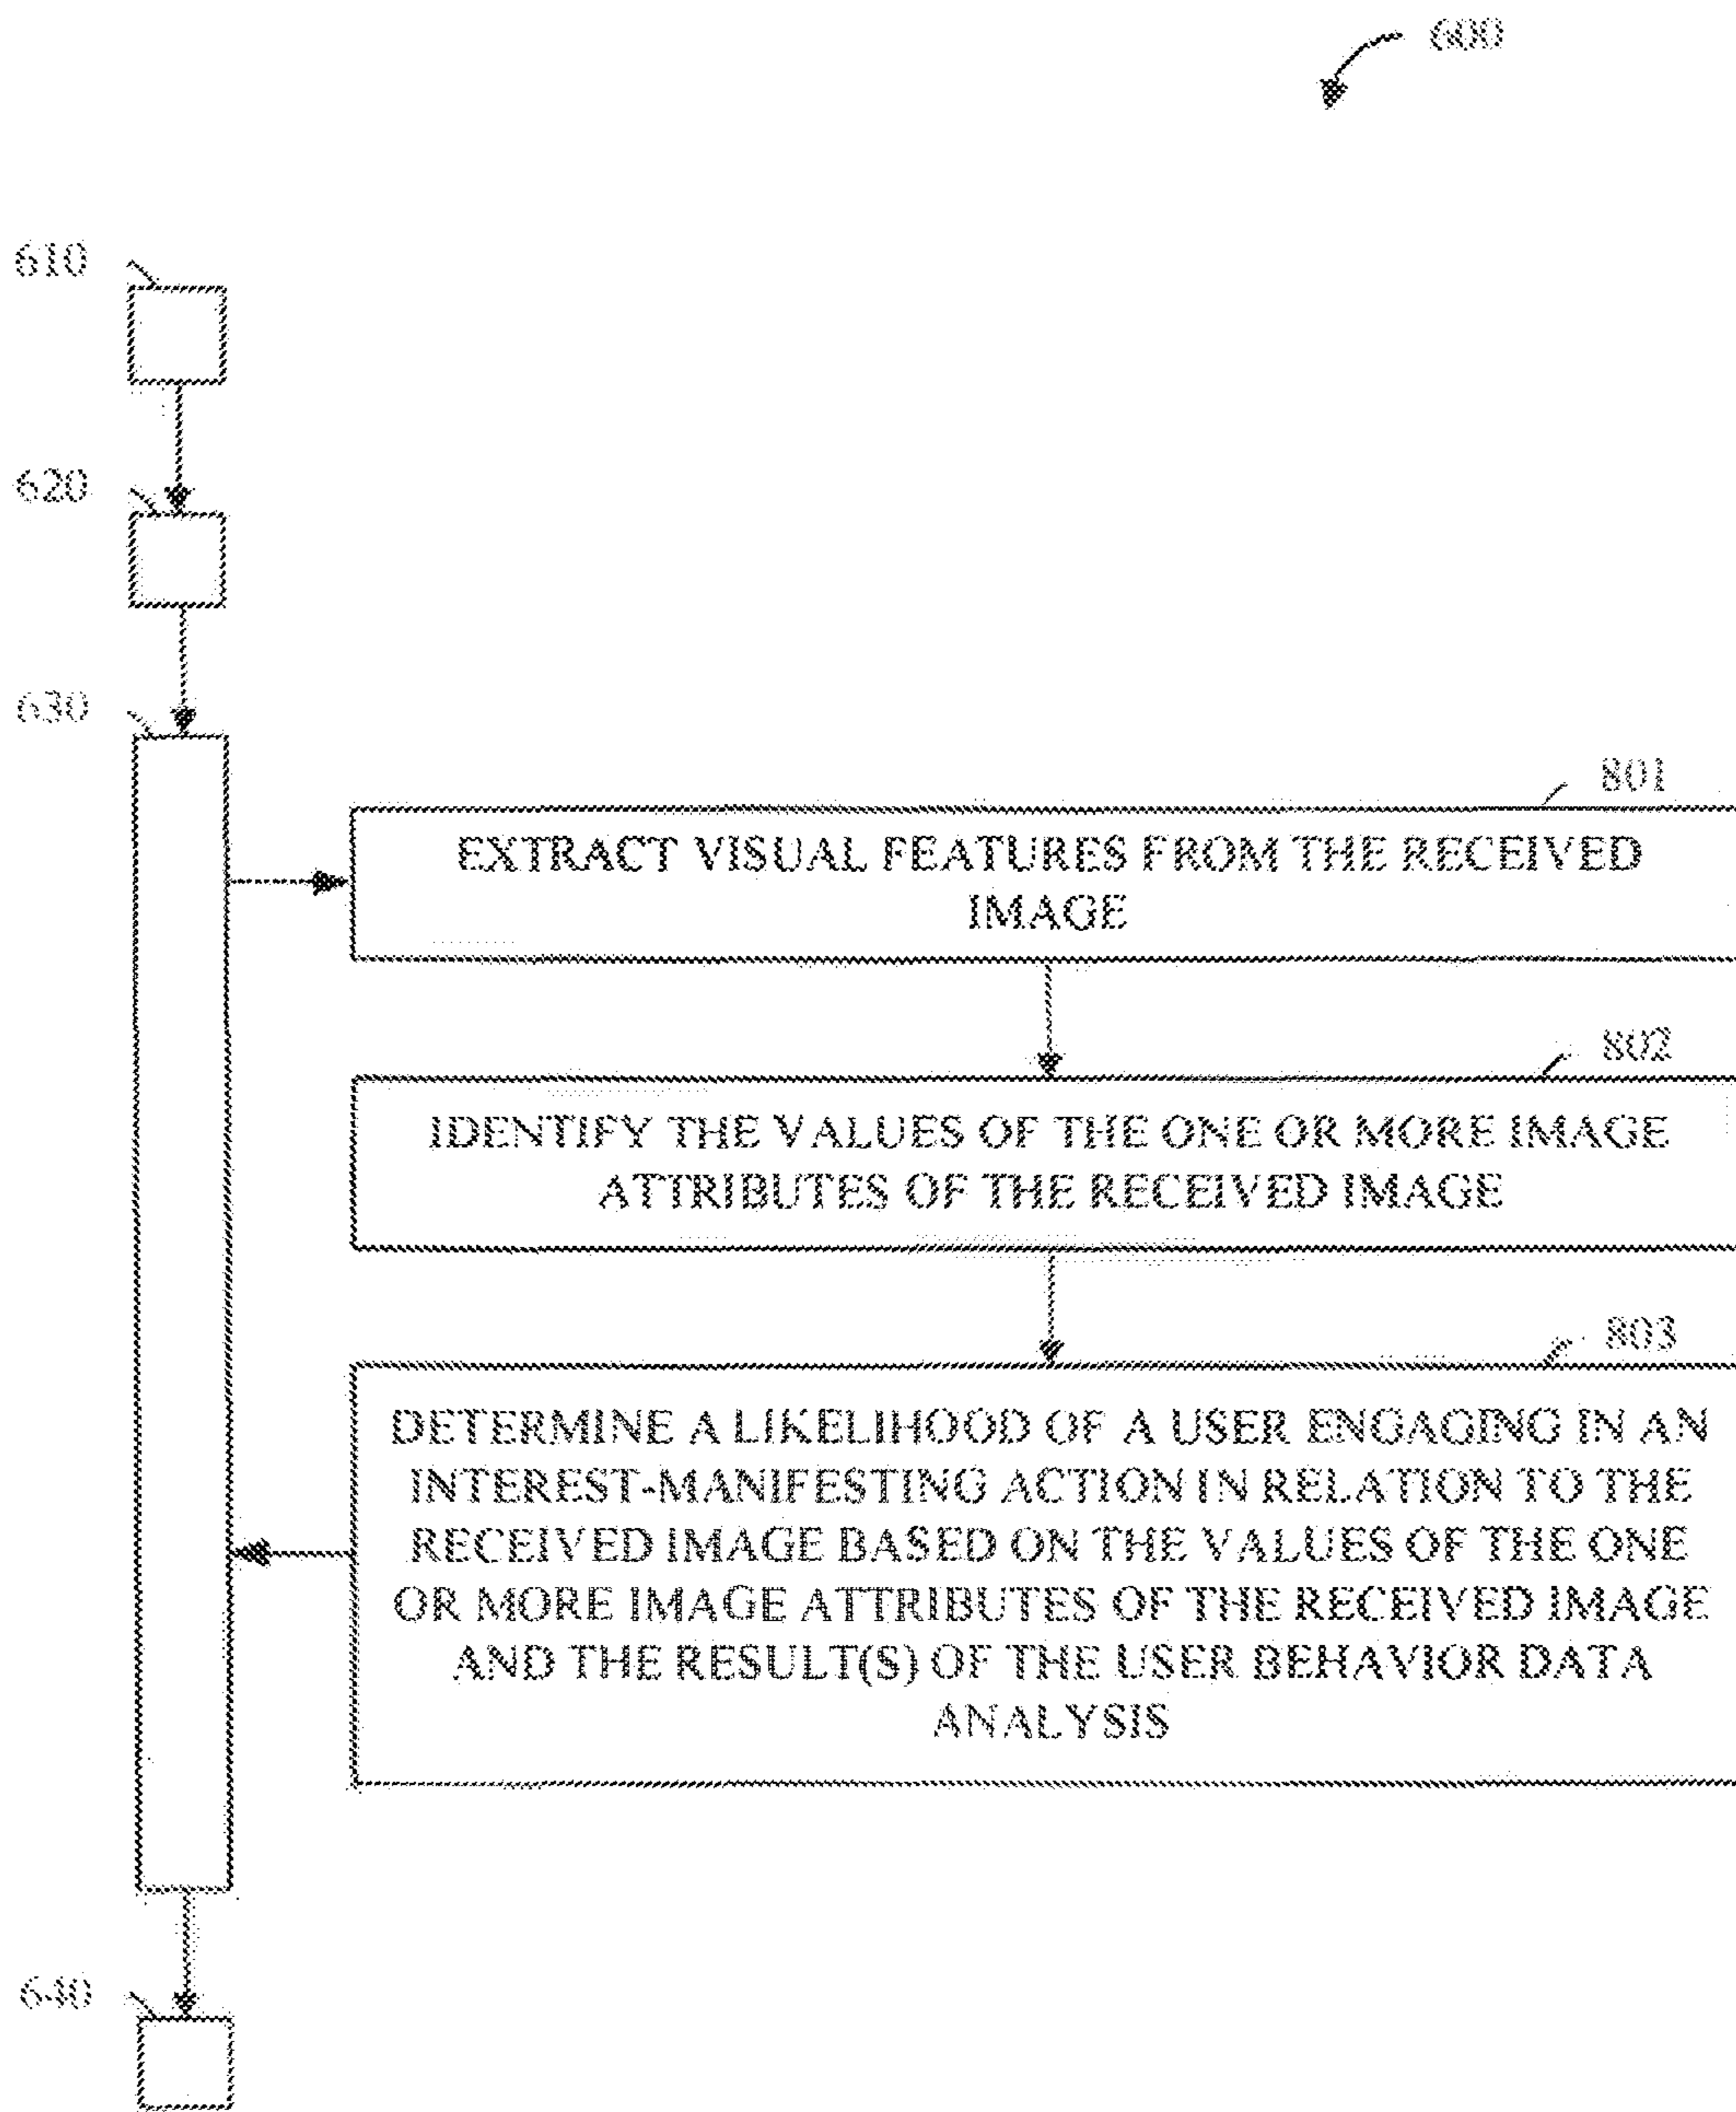 600
610
620
630
801
EXTRACT VISUAL FEATURES FROM THE RECEIVED
IMAGE
802
IDENTIFY THE VALUES OF THE ONE OR MORE IMAGE
ATTRIBUTES OF THE RECEIVED IMAGE
803
DETERMINE A LIKELIHOOD OF A USER ENGAGING IN AN
INTEREST-MANIFESTING ACTION IN RELATION TO THE
RECEIVED IMAGE BASED ON THE VALUES OF THE ONE
OR MORE IMAGE ATTRIBUTES OF THE RECEIVED IMAGE
AND THE RESULT(S) OF THE USER BEHAVIOR DATA
ANALYSIS
640